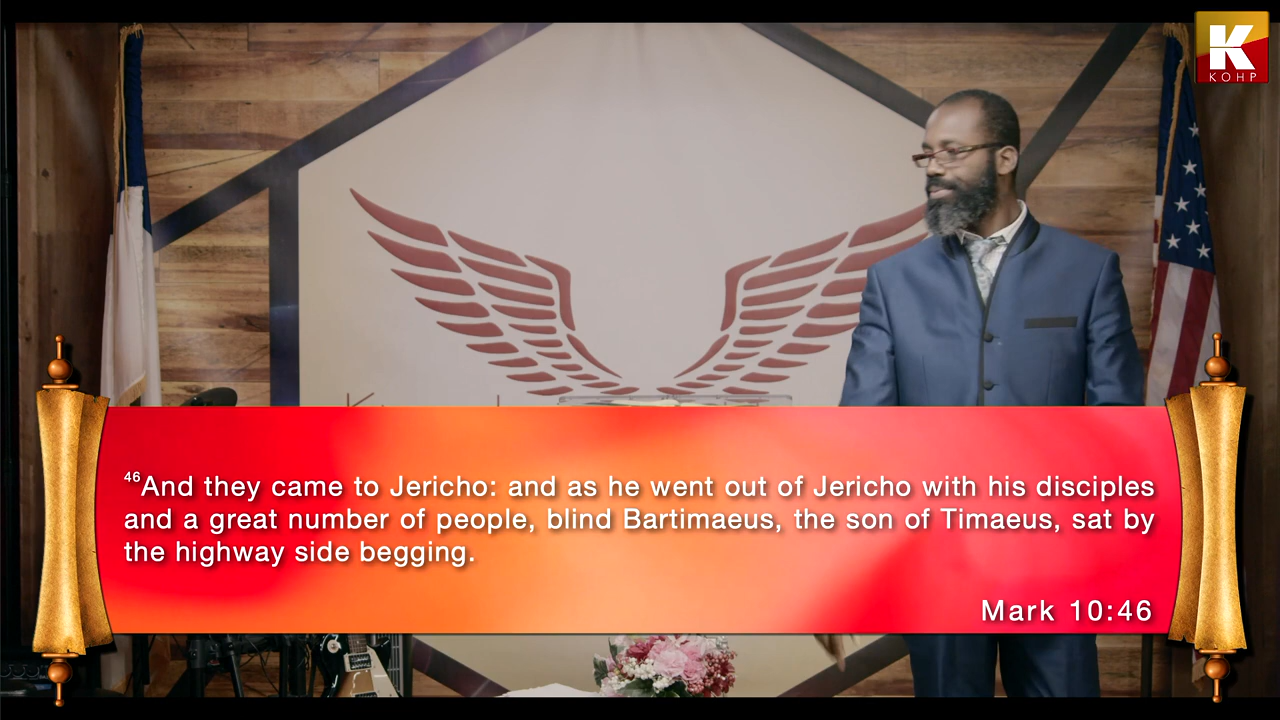 K
KOHP
46And they came to Jericho: and as he went out of Jericho with his disciples
and a great number of people, blind Bartimaeus, the son of Timaeus, sat by
the highway side begging.
Mark 10:46